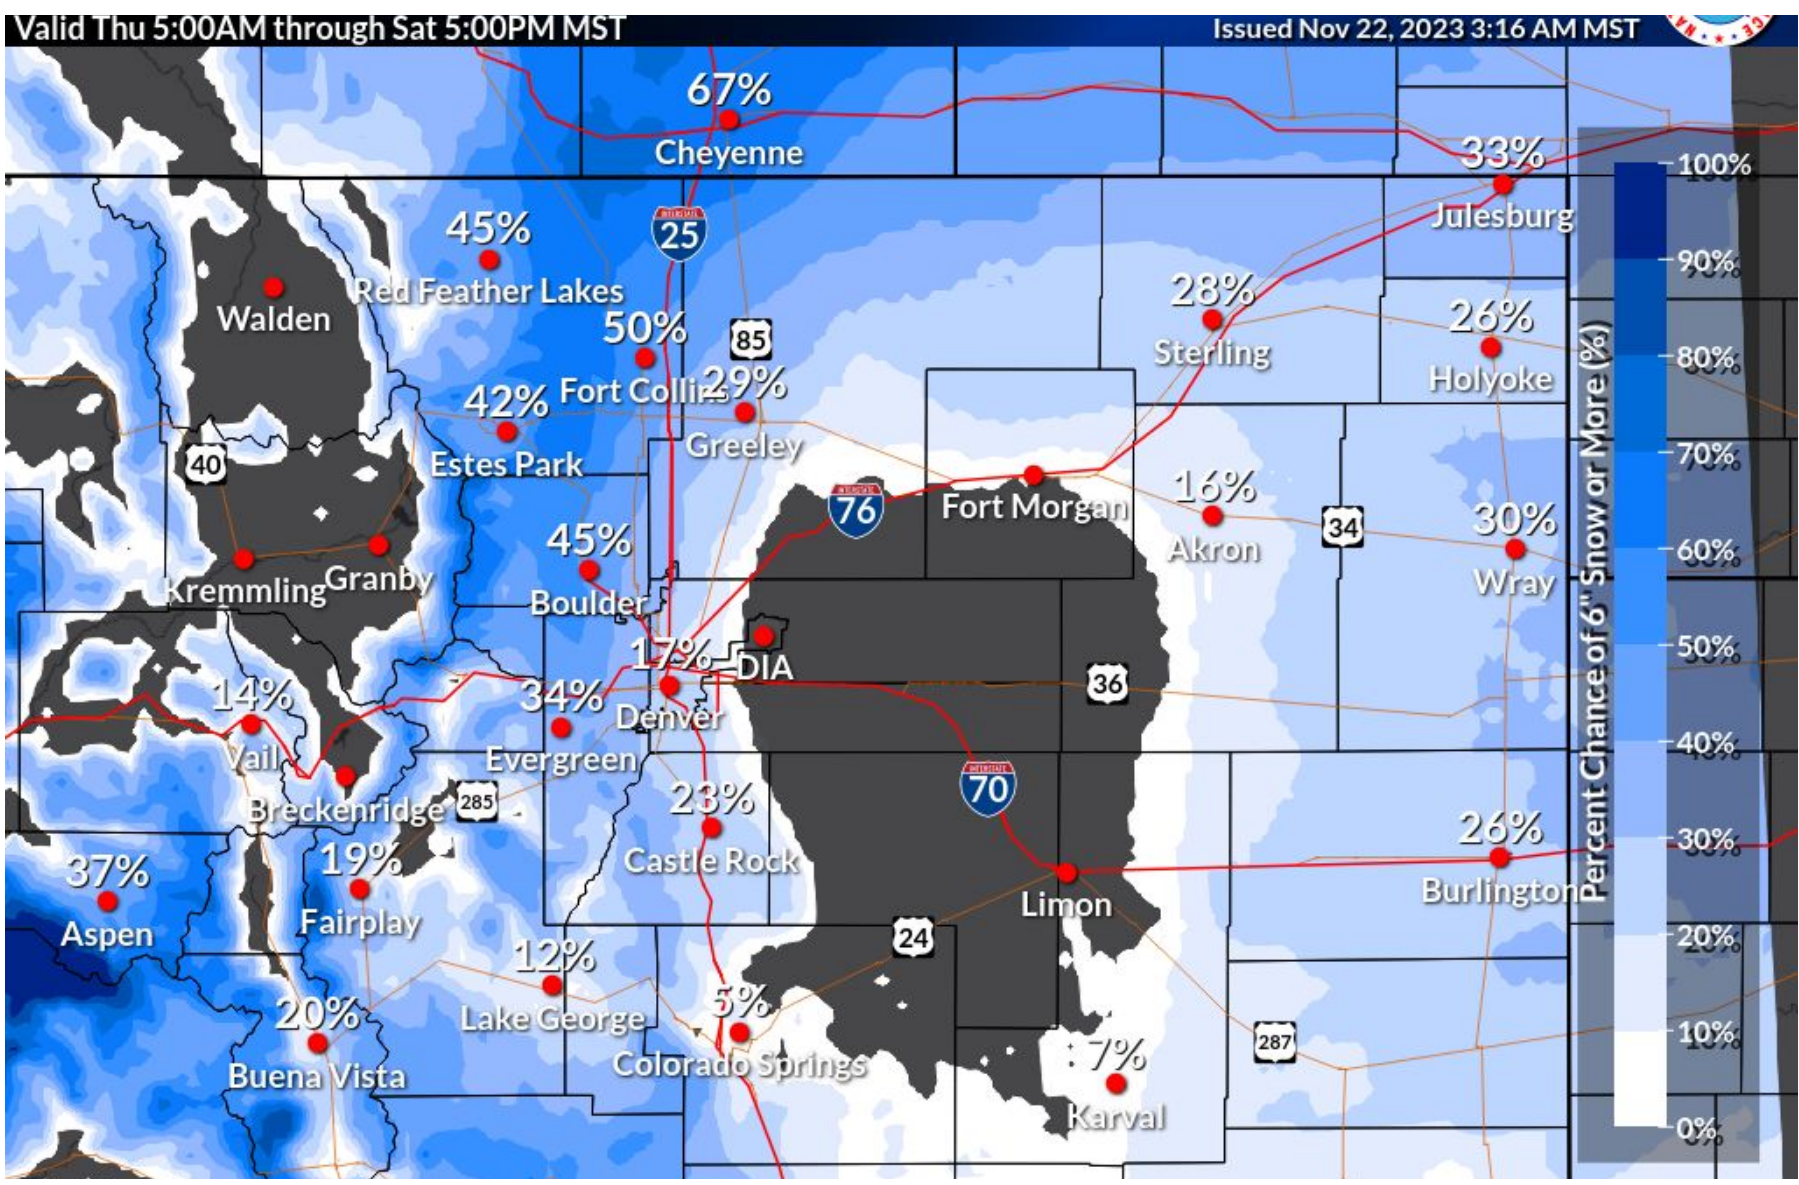 Valid Thu 5:00AM through Sat 5:00PM MST
Issued Nov 22, 2023 3:16 AM MST
67%
Cheyenne
33%
Julesburg
INTERSTATE
25
45%
Red Feather Lakes
Walden
28%
Sterling
26%
Holyoke
50%
Fort Collins
85
29%
Greeley
42%
Estes Park
40
INTERSTATE
76
Fort Morgan
16%
Akron
34
30%
Wray
45%
Boulder
Kremmling
Granby
17%
Denver
DIA
36
14%
Vail
34%
Evergreen
Breckenridge
285
INTERSTATE
70
23%
Castle Rock
26%
Burlington
37%
Aspen
19%
Fairplay
Limon
24
12%
Lake George
20%
Buena Vista
5%
Colorado Springs
7%
Karval
287
Percent Chance of 6" Snow or More (%)
100%
90%
80%
70%
60%
50%
40%
30%
20%
10%
0%